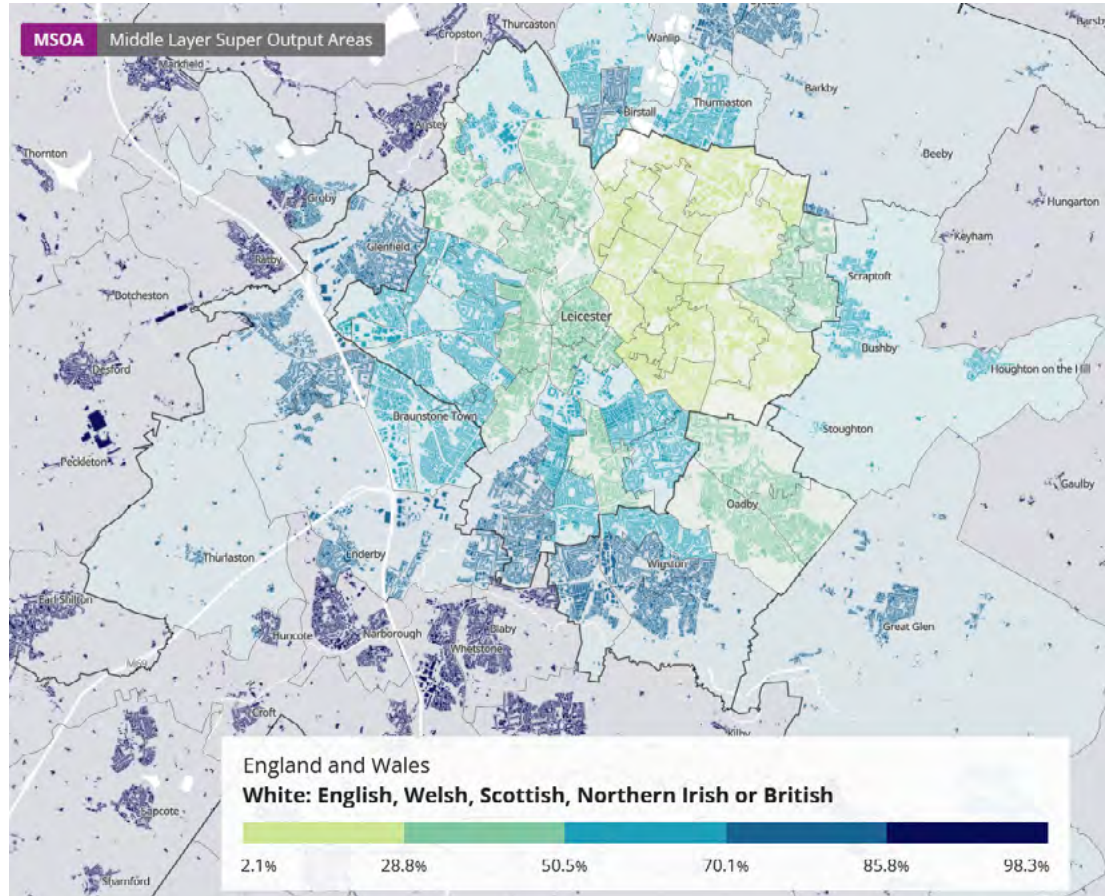 MSOA Middle Layer Super Output Areas
Thurcaston
Cropston
Wanlip
Markfield
Barkby
Birstall
Thurmaston
Anstey
Thornton
Beeby
Groby
Hungarton
Keyham
Glenfield
Ratby
Scraptoft
Botcheston
Leicester
Bushby
Houghton on the Hill
Desford
Braunstone Town
Stoughton
Peckleton
Gaulby
Oadby
Thurlaston
Enderby
Wigston
Earl Shilton
Great Glen
Huncote
Narborough
Blaby
Whetstone
M69
Croft
Kilby
Sapcote
Sharnford
England and Wales
White: English, Welsh, Scottish, Northern Irish or British
2.1% 28.8% 50.5% 70.1% 85.8% 98.3%